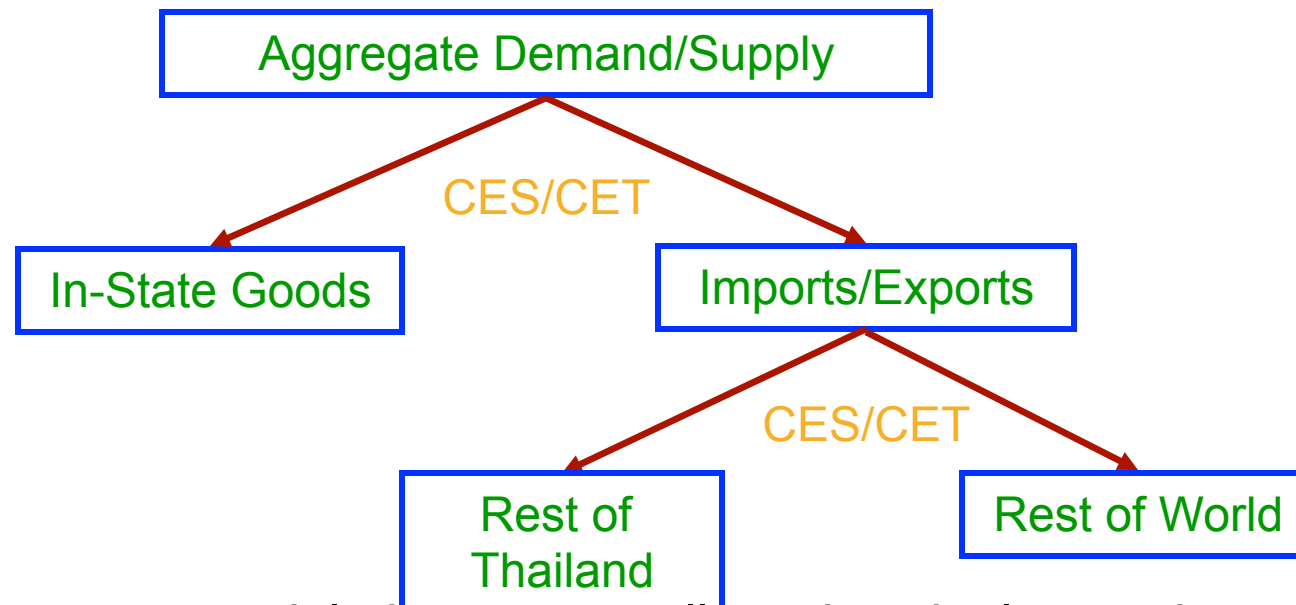 Aggregate Demand/Supply
CES/CET
In-State Goods
Imports/Exports
CES/CET
Rest of
Thailand
Rest of World